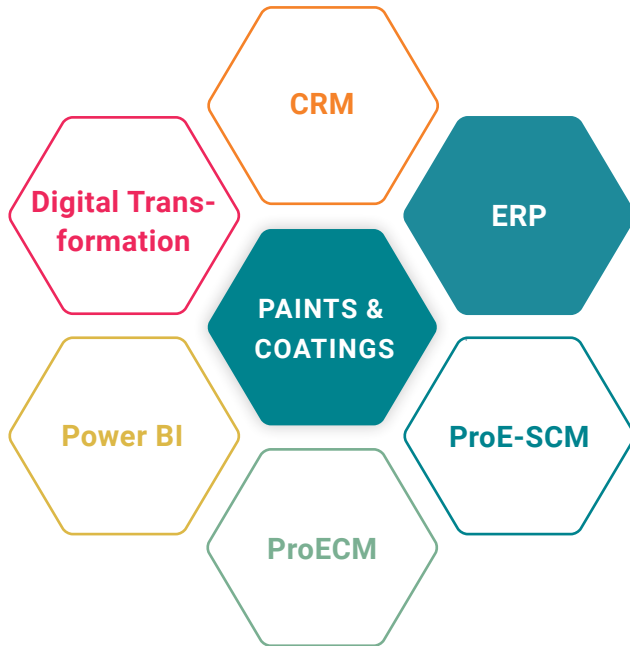 CRM
Digital Trans-
formation
ERP
PAINTS &
COATINGS
Power BI
ProE-SCM
ProECM